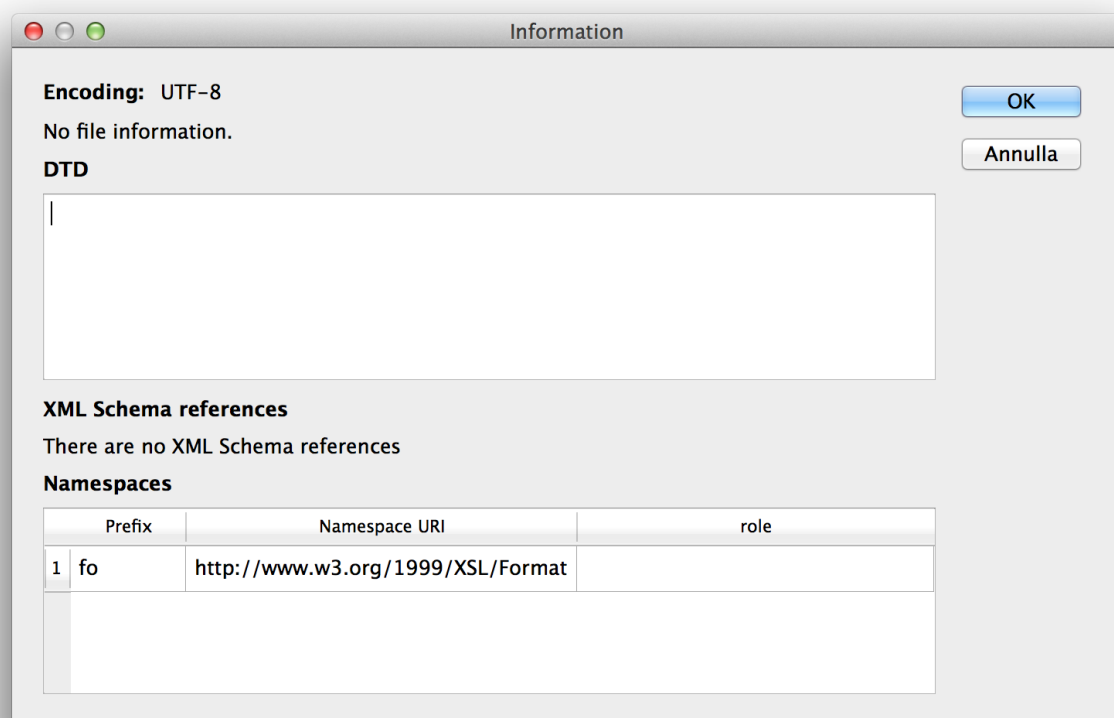 Information
Encoding: UTF-8
OK
No file information.
Annulla
DTD
XML Schema references
There are no XML Schema references
Namespaces
Prefix Namespace URI role
1 fo http://www.w3.org/1999/XSL/Format